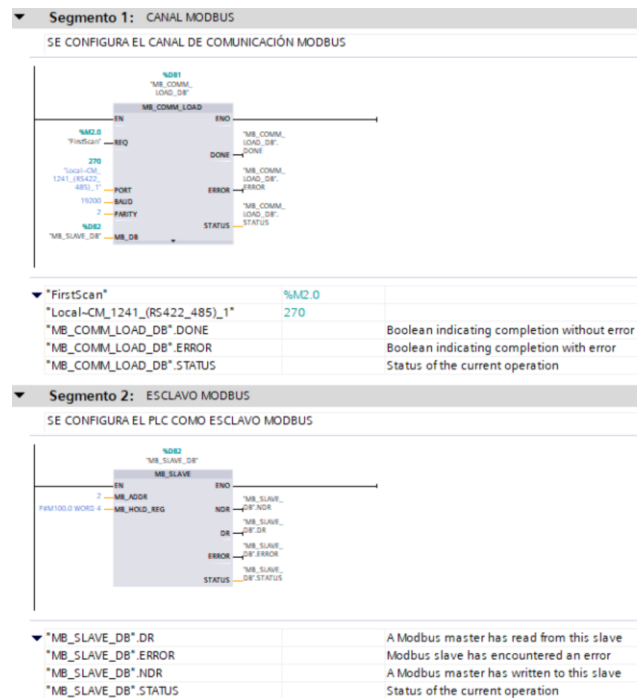 Segmento 1: CANAL MODBUS
SE CONFIGURA EL CANAL DE COMUNICACIÓN MODBUS
%DB1
"MB_COMM_
LOAD_DB"
MB_COMM_LOAD
EN ENO
%M2.0
"FirstScan" REQ
DONE "MB_COMM_
LOAD_DB".
DONE
270
"Local~CM_
1241_(RS422_
485)_1" PORT
ERROR "MB_COMM_
LOAD_DB".
ERROR
19200 BAUD
2 PARITY
STATUS "MB_COMM_
LOAD_DB".
STATUS
%DB2
"MB_SLAVE_DB" MB_DB
"FirstScan" %M2.0
"Local~CM_1241_(RS422_485)_1" 270
"MB_COMM_LOAD_DB".DONE Boolean indicating completion without error
"MB_COMM_LOAD_DB".ERROR Boolean indicating completion with error
"MB_COMM_LOAD_DB".STATUS Status of the current operation
Segmento 2: ESCLAVO MODBUS
SE CONFIGURA EL PLC COMO ESCLAVO MODBUS
%DB2
"MB_SLAVE_DB"
MB_SLAVE
EN ENO
2 MB_ADDR
P#M100.0 WORD 4 MB_HOLD_REG
NDR "MB_SLAVE_
DB".NDR
DR "MB_SLAVE_
DB".DR
ERROR "MB_SLAVE_
DB".ERROR
STATUS "MB_SLAVE_
DB".STATUS
"MB_SLAVE_DB".DR A Modbus master has read from this slave
"MB_SLAVE_DB".ERROR Modbus slave has encountered an error
"MB_SLAVE_DB".NDR A Modbus master has written to this slave
"MB_SLAVE_DB".STATUS Status of the current operation